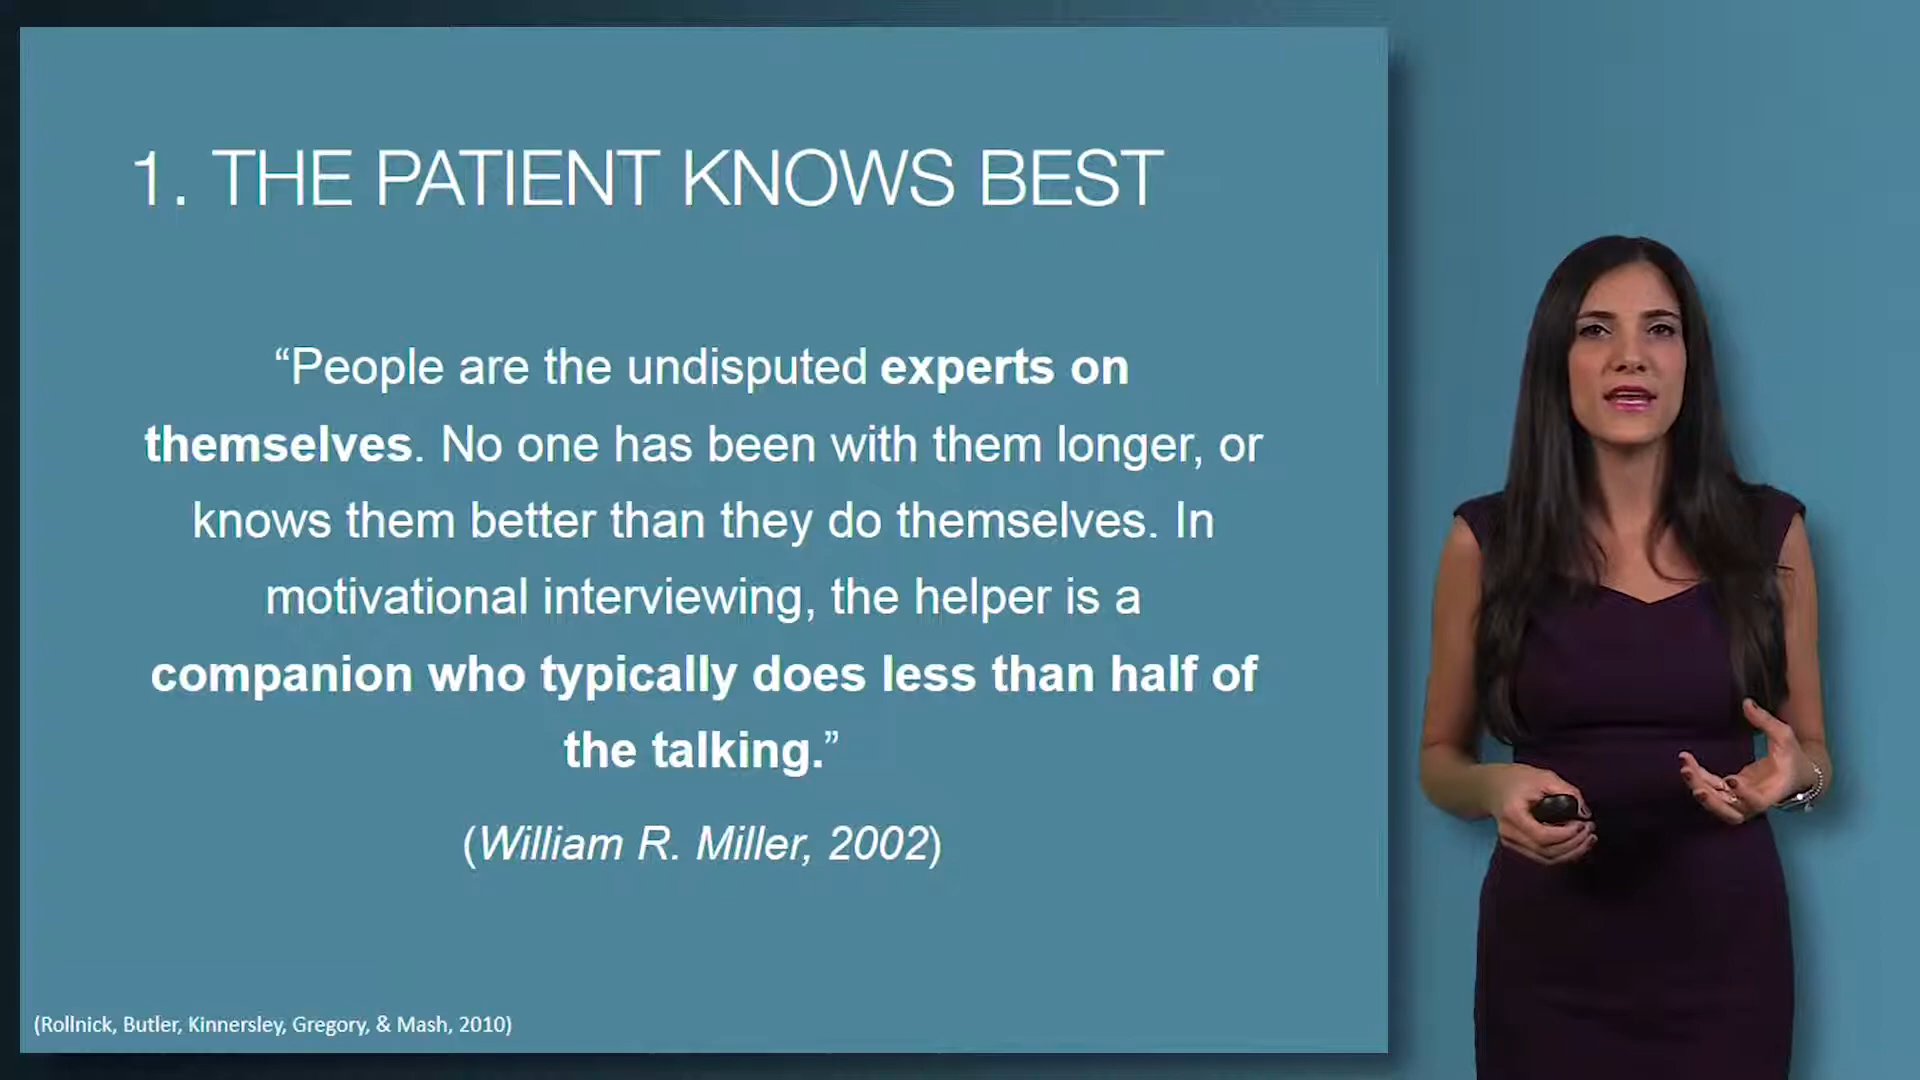 1. THE PATIENT KNOWS BEST
“People are the undisputed experts on
themselves. No one has been with them longer, or
knows them better than they do themselves. In
motivational interviewing, the helper is a
companion who typically does less than half of
the talking.”
(William R. Miller, 2002)
(Rollnick, Butler, Kinnersley, Gregory, & Mash, 2010)